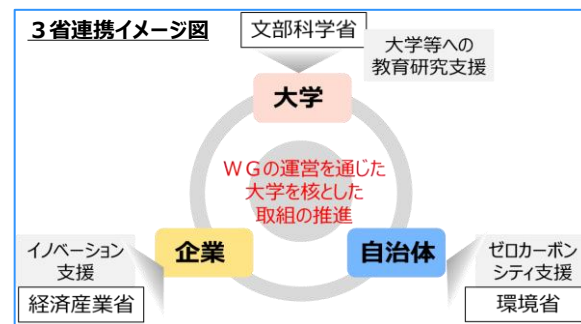 ３省連携イメージ図
文部科学省
大学等への
教育研究支援
大学
ＷＧの運営を通じた
大学を核とした
取組の推進
イノベーション
支援
経済産業省
企業
自治体
ゼロカーボン
シティ支援
環境省